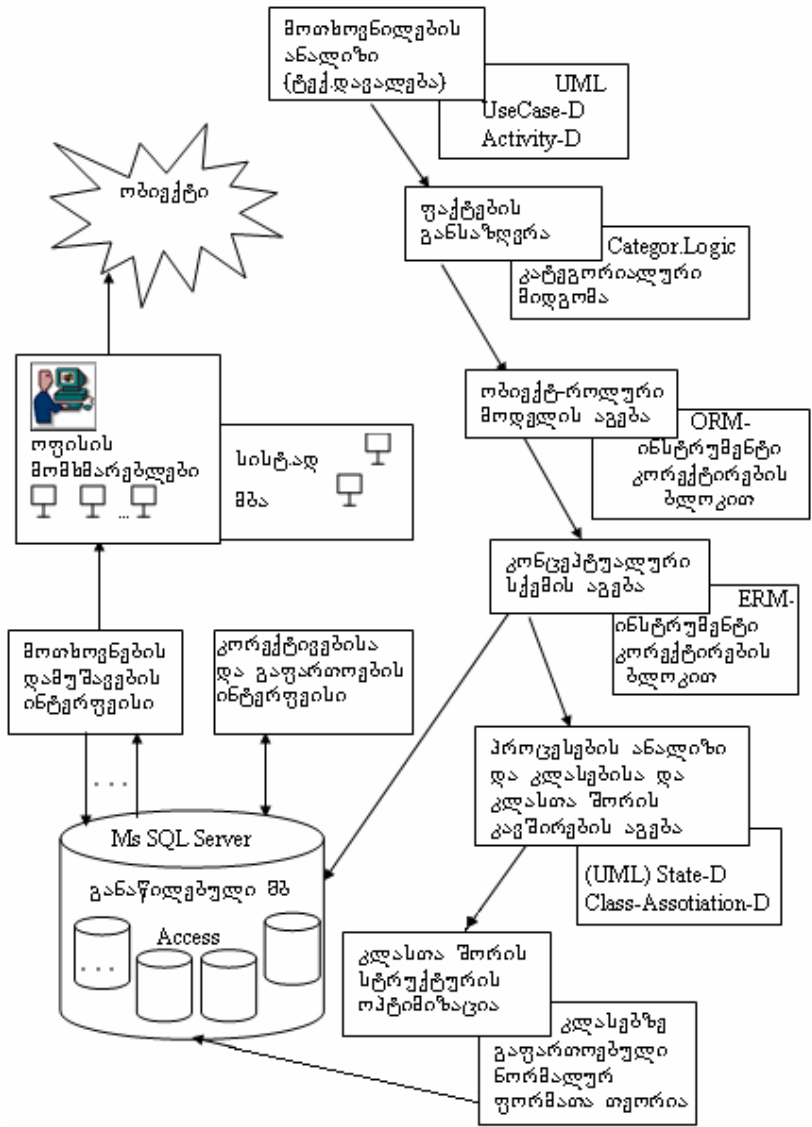 მოთხოვნილების
ანალიზი
{ტექ.დავალება}
UML
UseCase-D
Activity-D
ობიექტი
ფაქტების
განსაზღვრა
Categor.Logic
კატეგორიალური
მიდგომა
ობიექტ-როლური
მოდელის აგება
ORM-
ინსტრუმენტი
კორექტირების
ბლოკით
ოფისის
მომხმარებლები
...
სისტ.ად
მბა
კონცეპტუალური
სქემის აგება
ERM-
ინსტრუმენტი
კორექტირების
ბლოკით
მოთხოვნების
დამუშავების
ინტერფეისი
კორექტივებისა
და გაფართოების
ინტერფეისი
პროცესების ანალიზი
და კლასებისა და
კლასთა შორის
კავშირების აგება
(UML) State-D
Class-Assotiation-D
. . .
Ms SQL Server
განაწილებული მბ
Access
. . .
კლასთა შორის
სტრუქტურის
ოპტიმიზაცია
კლასებზე
გაფართოებული
ნორმალურ
ფორმათა თეორია